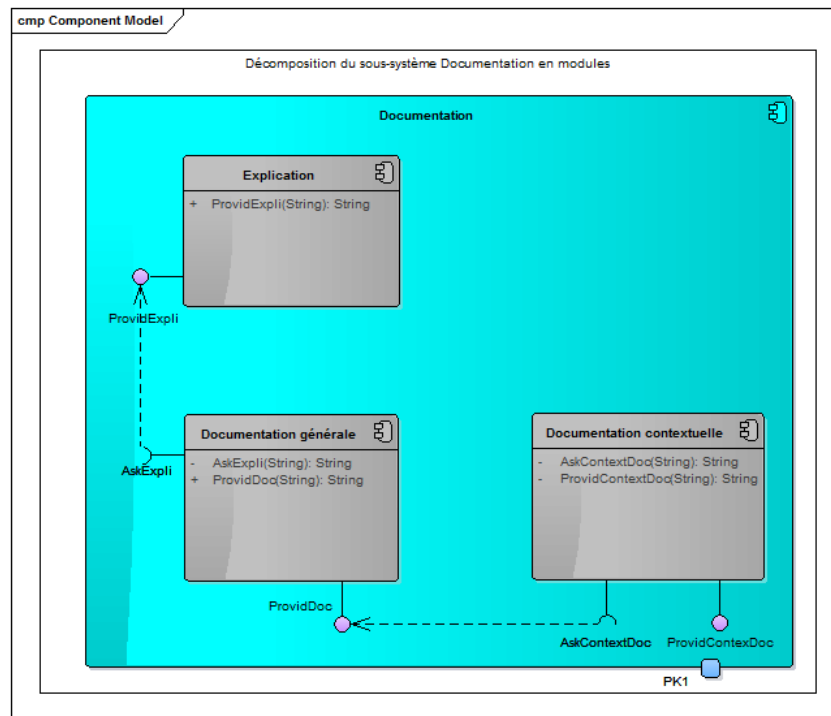 cmp Component Model
Décomposition du sous-système Documentation en modules
Documentation
Explication
+ ProvidExpli(String): String
ProvidExpli
Documentation générale
- AskExpli(String): String
+ ProvidDoc(String): String
AskExpli
Documentation contextuelle
- AskContextDoc(String): String
- ProvidContextDoc(String): String
ProvidDoc
AskContextDoc
ProvidContexDoc
PK1